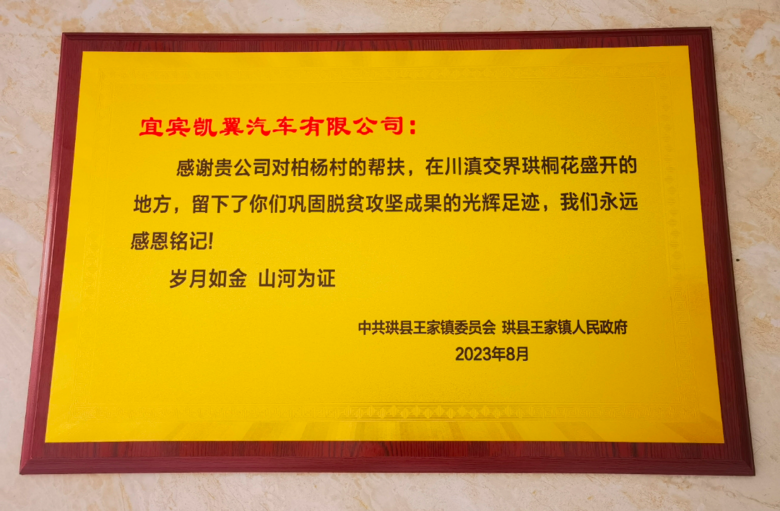 宜宾凯翼汽车有限公司：
感谢贵公司对柏杨村的帮扶，在川滇交界珙桐花盛开的
地方，留下了你们巩固脱贫攻坚成果的光辉足迹，我们永远
感恩铭记！
岁月如金 山河为证
中共珙县王家镇委员会 珙县王家镇人民政府
2023年8月